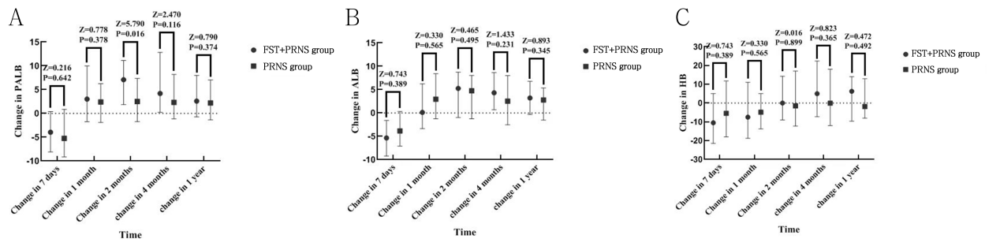 A
Z=0.216
P=0.642
Z=0.778
P=0.378
Z=5.790
P=0.016
Z=2.470
P=0.116
Z=0.790
P=0.374
FST+PRNS group
PRNS group
Change in PALB
15
10
5
0
-5
-10
Change in 7 days
Change in 1 month
Change in 2 months
change in 4 months
change in 1 year
Time
B
Z=0.743
P=0.389
Z=0.330
P=0.565
Z=0.465
P=0.495
Z=1.433
P=0.231
Z=0.893
P=0.345
FST+PRNS group
PRNS group
Change in ALB
15
10
5
0
-5
-10
Change in 7 days
Change in 1 month
Change in 2 months
Change in 4 months
change in 1 year
Time
C
Z=0.743
P=0.389
Z=0.330
P=0.565
Z=0.016
P=0.899
Z=0.823
P=0.365
Z=0.472
P=0.492
FST+PRNS group
PRNS group
Change in HB
30
20
10
0
-10
-20
-30
Change in 7 days
Change in 1 month
Change in 2 months
change in 4 months
change in 1 year
Time